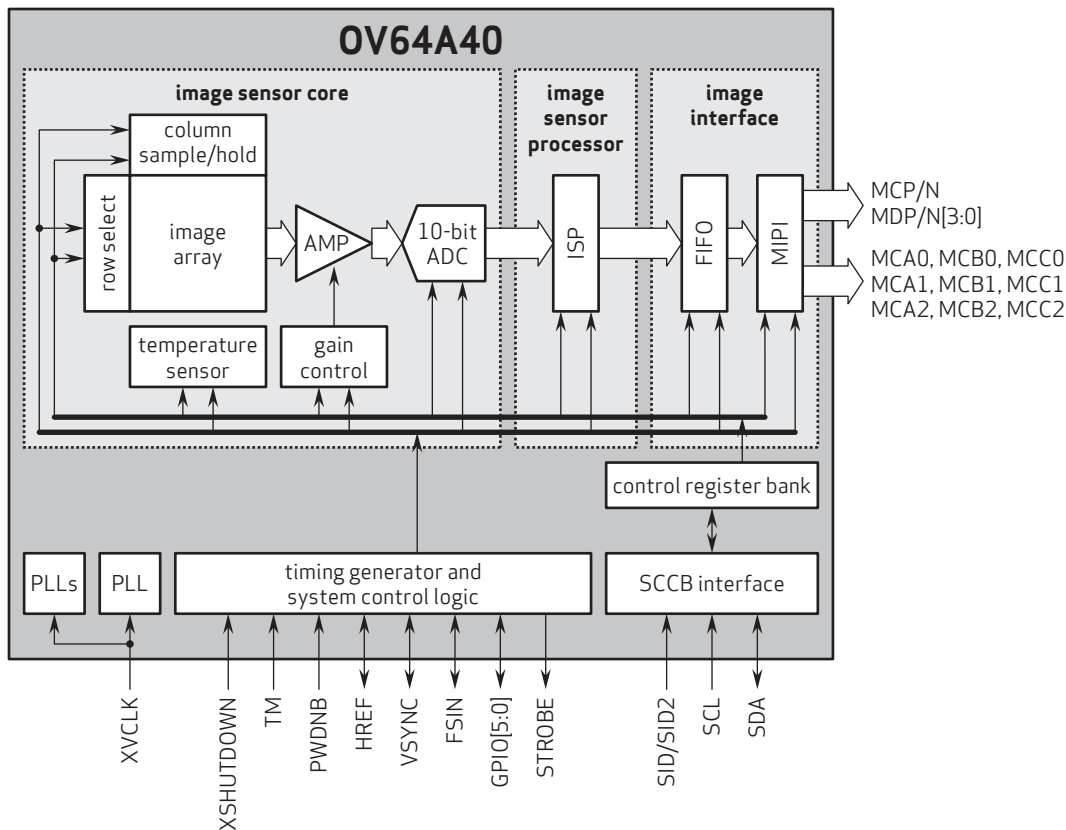 OV64A40
image sensor core
image
sensor
processor
image
interface
column
sample/hold
row select
image
array
AMP
10-bit
ADC
ISP
FIFO
MIPI
MCP/N
MDP/N[3:0]
MCA0, MCB0, MCC0
MCA1, MCB1, MCC1
MCA2, MCB2, MCC2
temperature
sensor
gain
control
control register bank
PLLs
PLL
timing generator and
system control logic
SCCB interface
XVCLK
XSHUTDOWN
TM
PWDNB
HREF
VSYNC
FSIN
GPIO[5:0]
STROBE
SID/SID2
SCL
SDA